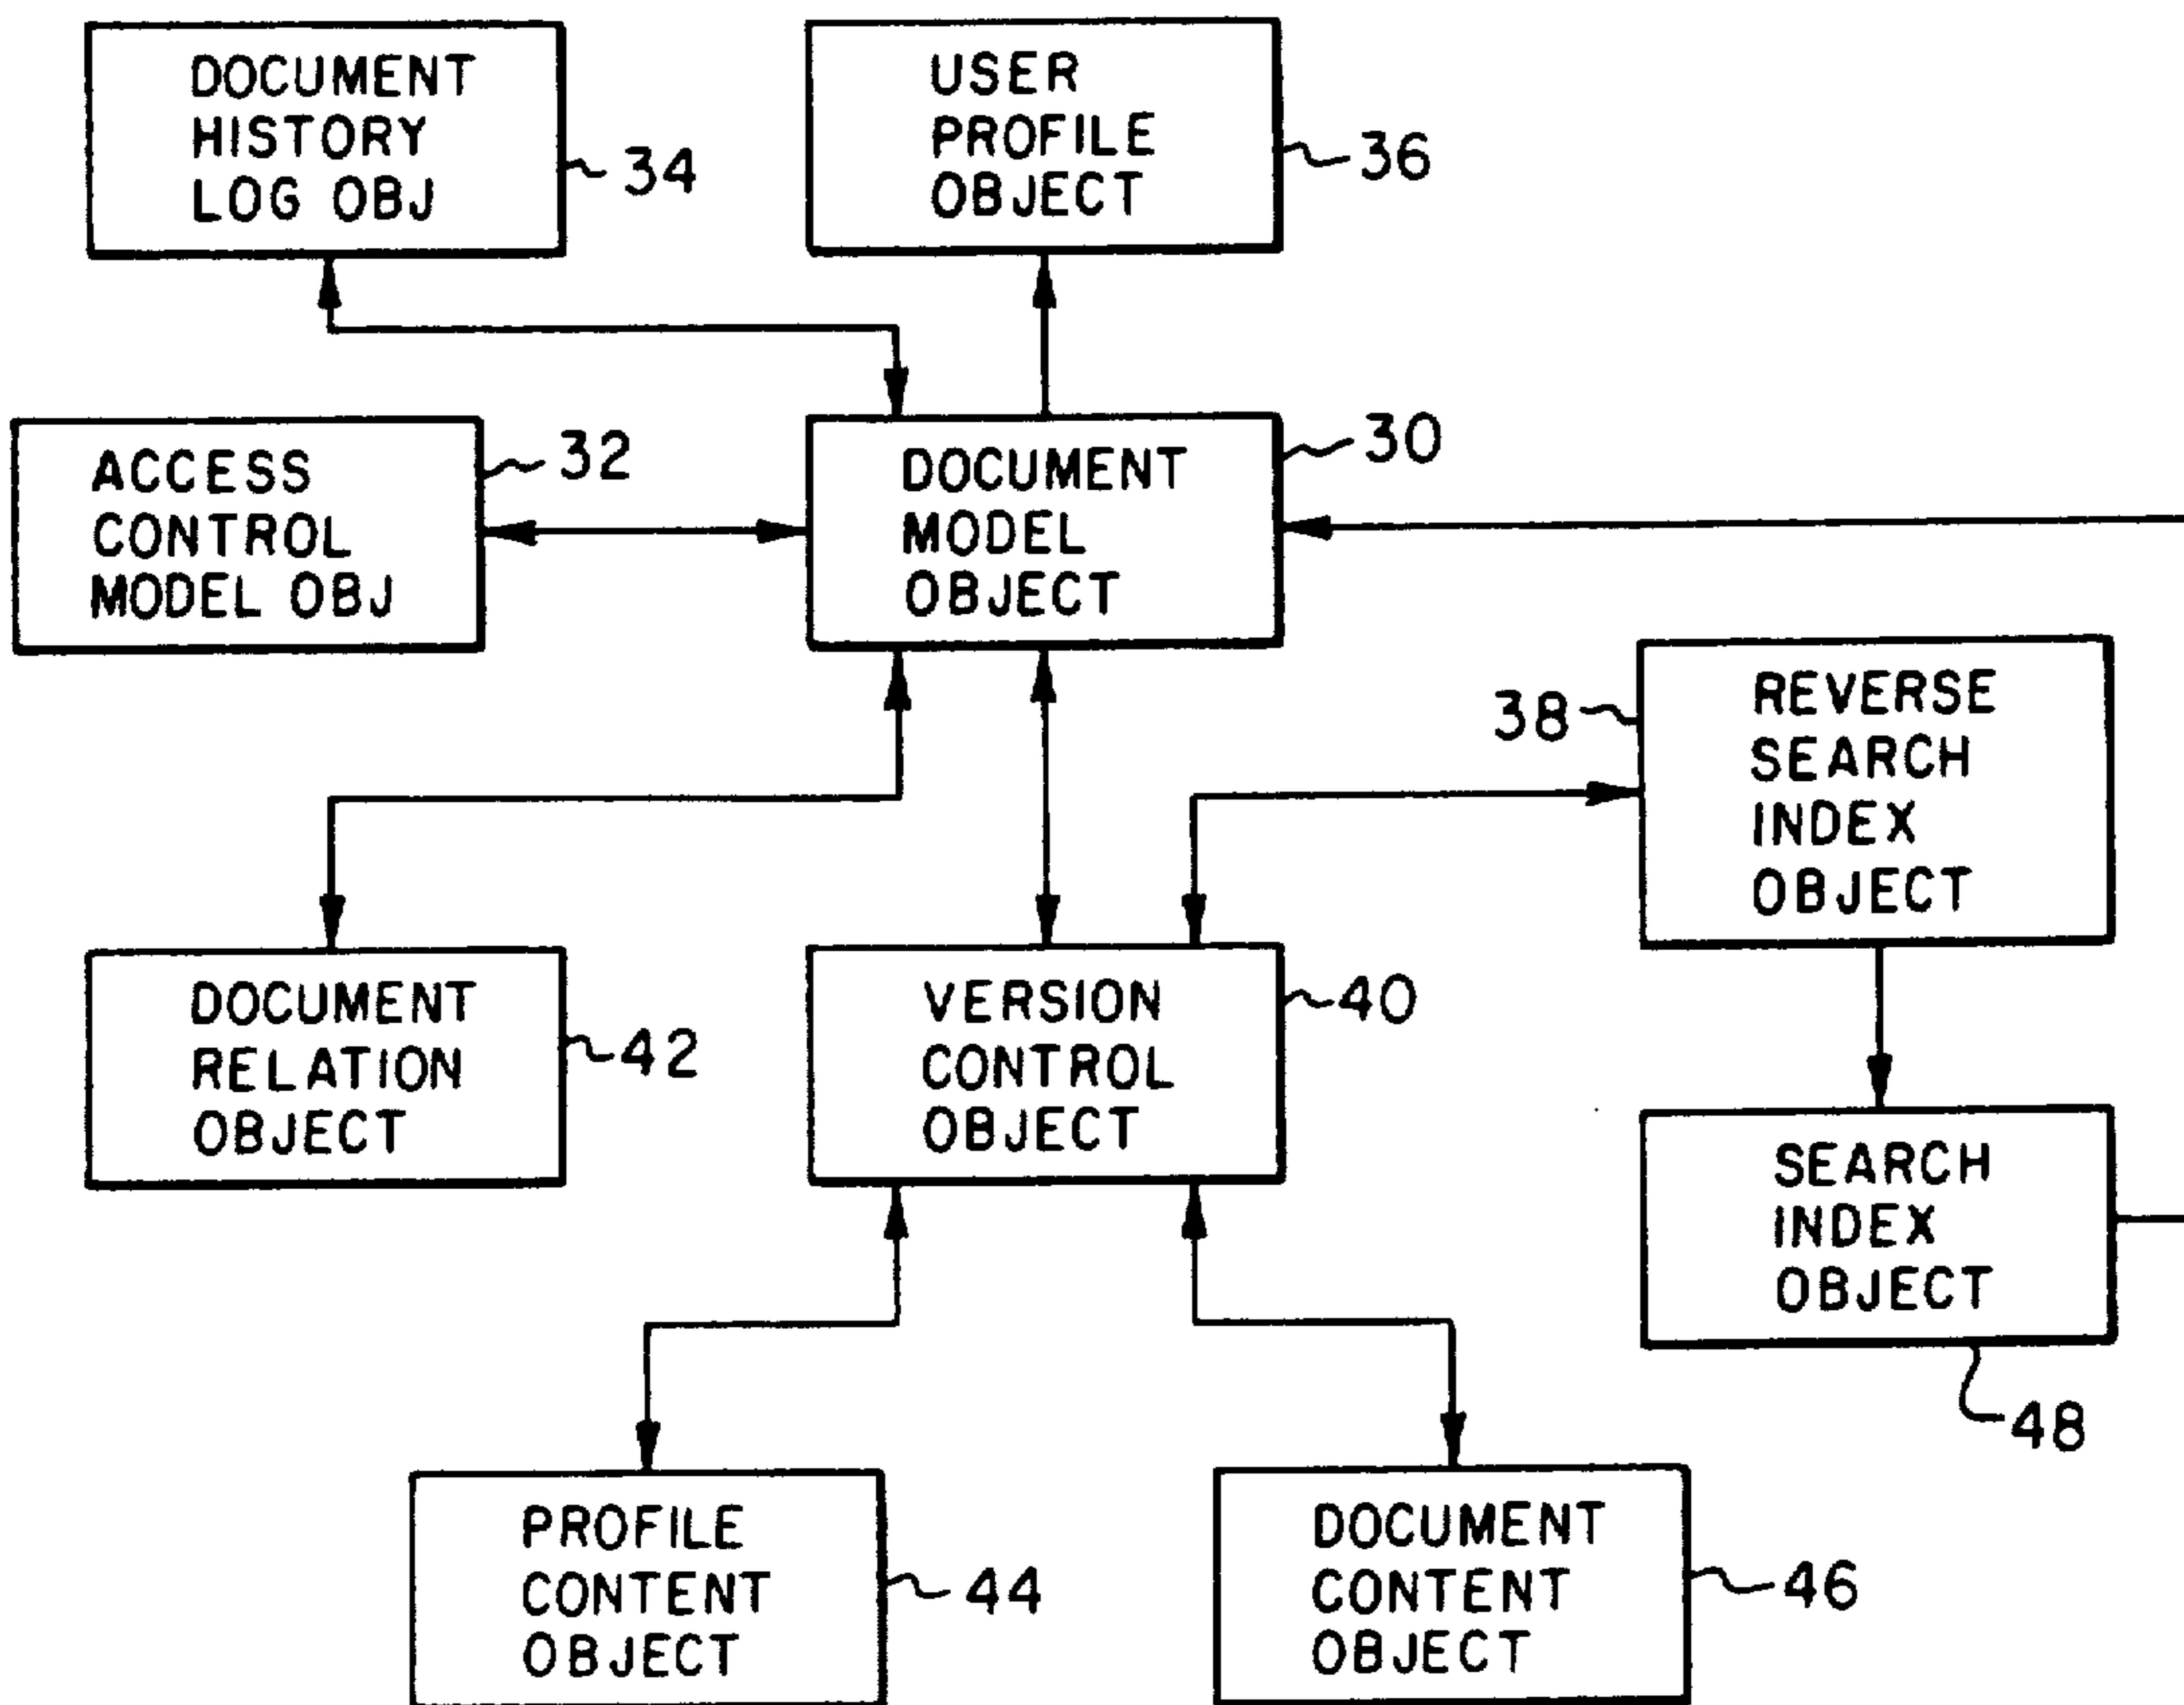 DOCUMENT
HISTORY
LOG OBJ
34
USER
PROFILE
OBJECT
36
ACCESS
CONTROL
MODEL OBJ
32
DOCUMENT
MODEL
OBJECT
30
38
REVERSE
SEARCH
INDEX
OBJECT
DOCUMENT
RELATION
OBJECT
42
VERSION
CONTROL
OBJECT
40
SEARCH
INDEX
OBJECT
48
PROFILE
CONTENT
OBJECT
44
DOCUMENT
CONTENT
OBJECT
46